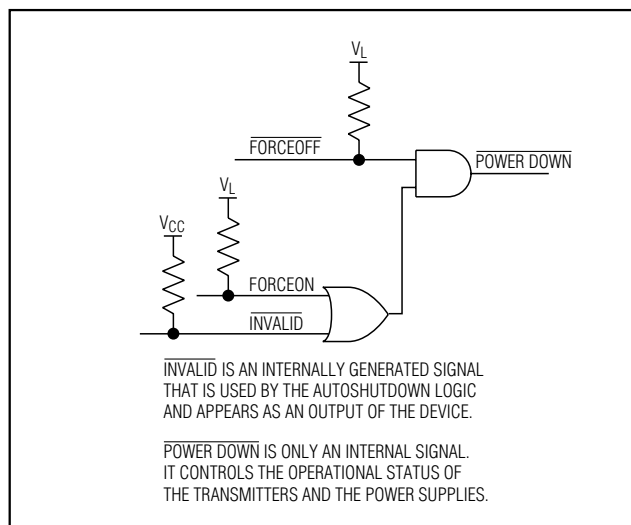 VL
FORCEOFF
POWER DOWN
VL
VCC
FORCEON
INVALID
INVALID IS AN INTERNALLY GENERATED SIGNAL
THAT IS USED BY THE AUTOSHUTDOWN LOGIC
AND APPEARS AS AN OUTPUT OF THE DEVICE.
POWER DOWN IS ONLY AN INTERNAL SIGNAL.
IT CONTROLS THE OPERATIONAL STATUS OF
THE TRANSMITTERS AND THE POWER SUPPLIES.